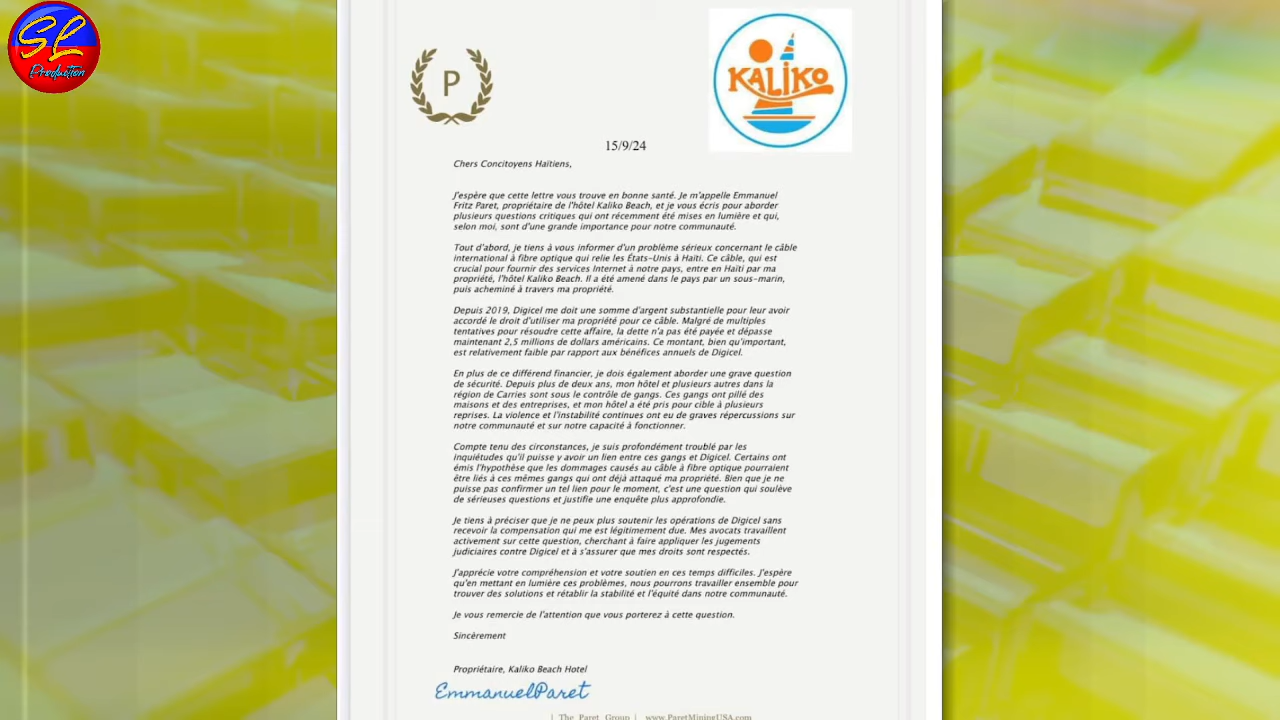 SL
Production
P
KALIKO
15/9/24
Chers Concitoyens Haïtiens,
J'espère que cette lettre vous trouve en bonne santé. Je m'appelle Emmanuel
Fritz Paret, propriétaire de l'hôtel Kaliko Beach, et je vous écris pour aborder
plusieurs questions critiques qui ont récemment été mises en lumière et qui,
selon moi, sont d'une grande importance pour notre communauté.
Tout d'abord, je tiens à vous informer d'un problème sérieux concernant le câble
international à fibre optique qui relie les États-Unis à Haïti. Ce câble, qui est
crucial pour fournir des services Internet à notre pays, entre en Haïti par ma
propriété, l'hôtel Kaliko Beach. Il a été amené dans le pays par un sous-marin,
puis acheminé à travers ma propriété.
Depuis 2019, Digicel me doit une somme d'argent substantielle pour leur avoir
accordé le droit d'utiliser ma propriété pour ce câble. Malgré de multiples
tentatives pour résoudre cette affaire, la dette n'a pas été payée et dépasse
maintenant 2,5 millions de dollars américains. Ce montant, bien qu'important,
est relativement faible par rapport aux bénéfices annuels de Digicel.
En plus de ce différend financier, je dois également aborder une grave question
de sécurité. Depuis plus de deux ans, mon hôtel et plusieurs autres dans la
région de Carries sont sous le contrôle de gangs. Ces gangs ont pillé des
maisons et des entreprises, et mon hôtel a été pris pour cible à plusieurs
reprises. La violence et l'instabilité continues ont eu de graves répercussions sur
notre communauté et sur notre capacité à fonctionner.
Compte tenu des circonstances, je suis profondément troublé par les
inquiétudes qu'il puisse y avoir un lien entre ces gangs et Digicel. Certains ont
émis l'hypothèse que les dommages causés au câble à fibre optique pourraient
être liés à ces mêmes gangs qui ont déjà attaqué ma propriété. Bien que je ne
puisse pas confirmer un tel lien pour le moment, c'est une question qui soulève
de sérieuses questions et justifie une enquête plus approfondie.
Je tiens à préciser que je ne peux plus soutenir les opérations de Digicel sans
recevoir la compensation qui me est légitimement due. Mes avocats travaillent
activement sur cette question, cherchant à faire appliquer les jugements
judiciaires contre Digicel et à s'assurer que mes droits sont respectés.
J'apprécie votre compréhension et votre soutien en ces temps difficiles. J'espère
qu'en mettant en lumière ces problèmes, nous pourrons travailler ensemble pour
trouver des solutions et rétablir la stabilité et l'équité dans notre communauté.
Je vous remercie de l'attention que vous porterez à cette question.
Sincèrement
Propriétaire, Kaliko Beach Hotel
EmmanuelParet
| The Paret Group | www.ParetMiningUSA.com